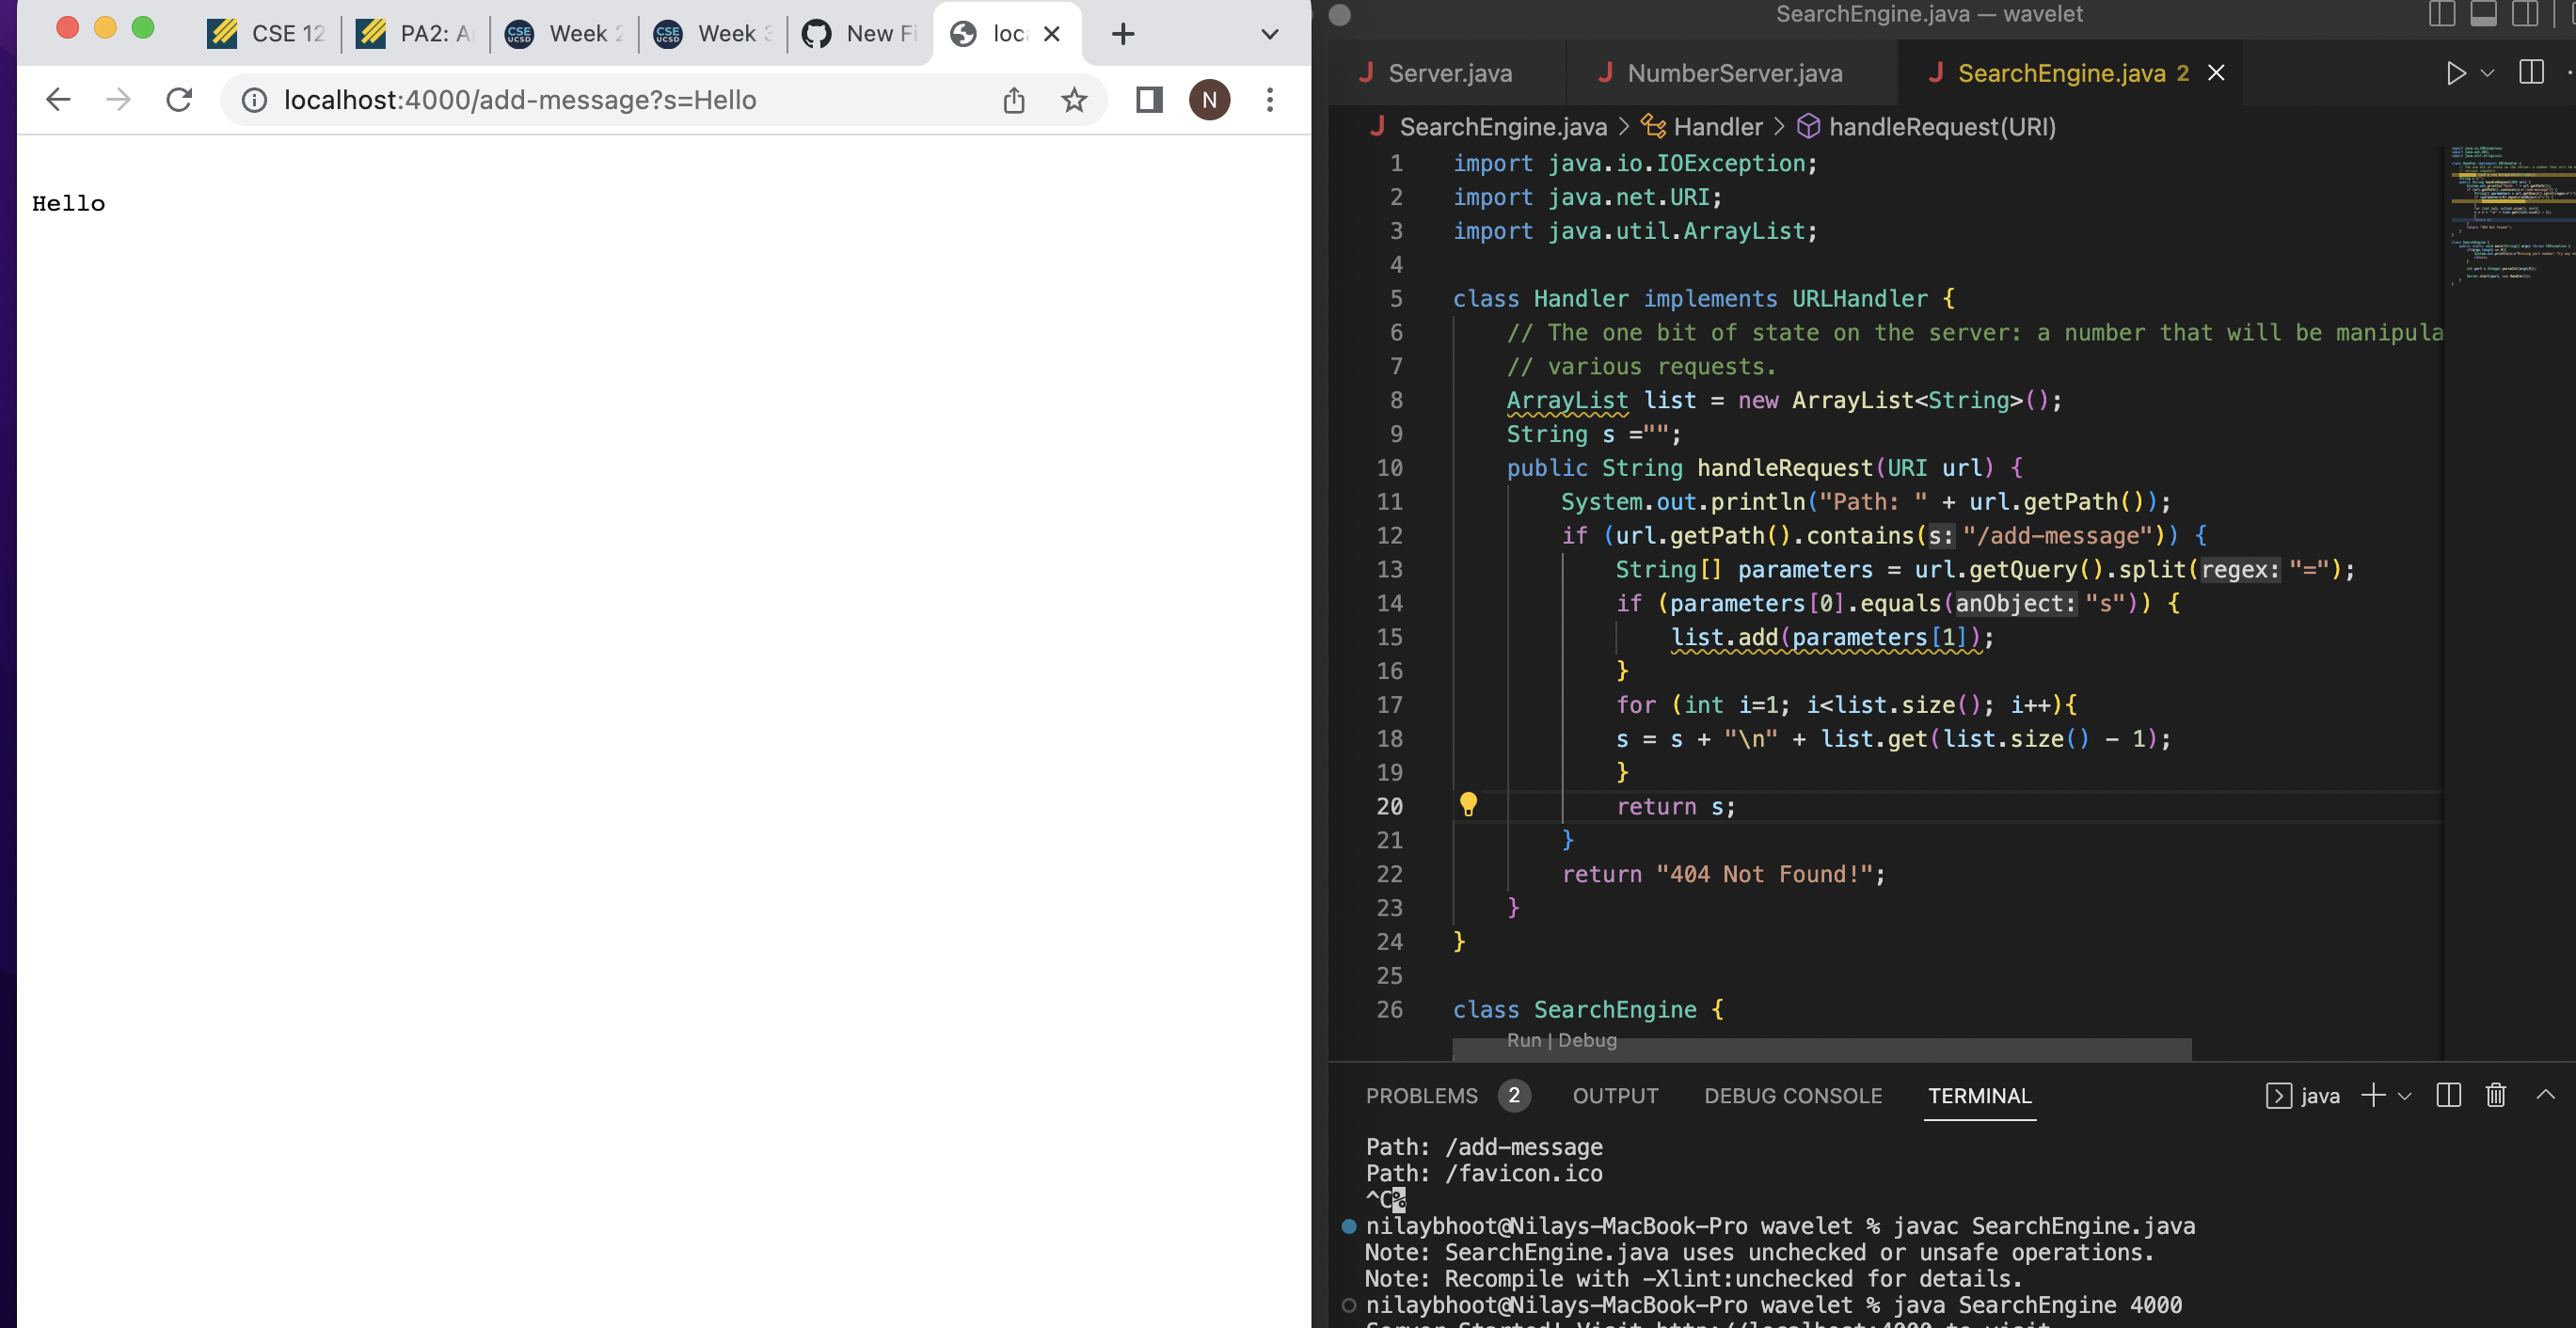 CSE 12
PA2: A
Week 2
Week 3
New Fi
loc
localhost:4000/add-message?s=Hello
N
Hello
SearchEngine.java — wavelet
J Server.java
J NumberServer.java
J SearchEngine.java 2
J SearchEngine.java > Handler > handleRequest(URI)
1 import java.io.IOException;
2 import java.net.URI;
3 import java.util.ArrayList;
4
5 class Handler implements URLHandler {
6 // The one bit of state on the server: a number that will be manipula
7 // various requests.
8 ArrayList list = new ArrayList<String>();
9 String s ="";
10 public String handleRequest(URI url) {
11 System.out.println("Path: " + url.getPath());
12 if (url.getPath().contains(s: "/add-message")) {
13 String[] parameters = url.getQuery().split(regex: "=");
14 if (parameters[0].equals(anObject: "s")) {
15 list.add(parameters[1]);
16 }
17 for (int i=1; i<list.size(); i++){
18 s = s + "\n" + list.get(list.size() - 1);
19 }
20 return s;
21 }
22 return "404 Not Found!";
23 }
24 }
25
26 class SearchEngine {
Run | Debug
PROBLEMS 2 OUTPUT DEBUG CONSOLE TERMINAL java
Path: /add-message
Path: /favicon.ico
^C%
nilaybhoot@Nilays-MacBook-Pro wavelet % javac SearchEngine.java
Note: SearchEngine.java uses unchecked or unsafe operations.
Note: Recompile with -Xlint:unchecked for details.
nilaybhoot@Nilays-MacBook-Pro wavelet % java SearchEngine 4000
Server Started! Visit http://localhost:4000 to visit